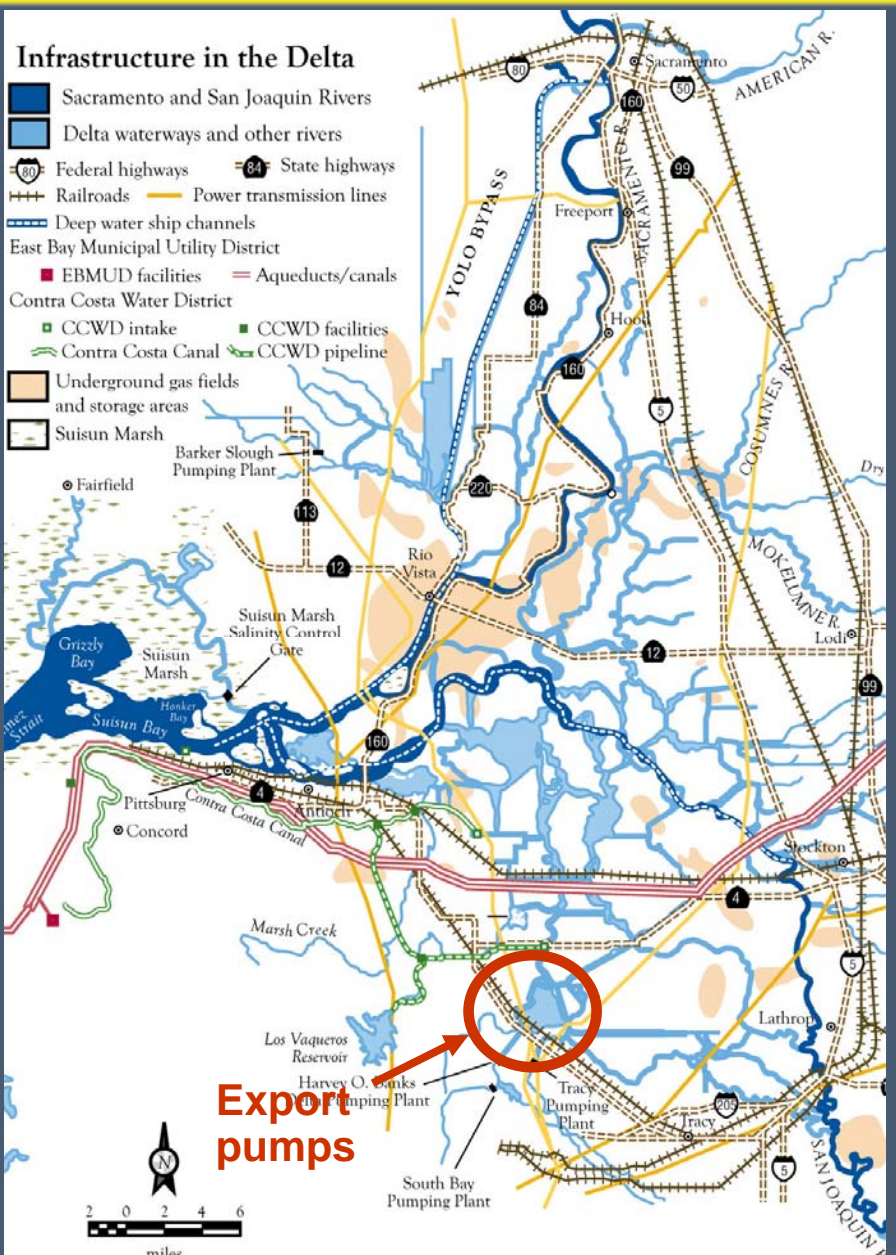 Infrastructure in the Delta
Sacramento and San Joaquin Rivers
Delta waterways and other rivers
80 Federal highways 84 State highways
Railroads Power transmission lines
Deep water ship channels
East Bay Municipal Utility District
EBMUD facilities Aqueducts/canals
Contra Costa Water District
CCWD intake CCWD facilities
Contra Costa Canal CCWD pipeline
Underground gas fields
and storage areas
Suisun Marsh
80
Sacramento
50
AMERICAN R.
160
99
SACRAMENTO R.
Freeport
YOLO BYPASS
84
Hood
160
5
COSUMNES R.
Barker Slough
Pumping Plant
Fairfield
220
Dry
113
12
Rio
Vista
MOKELUMNE R.
Lodi
Suisun Marsh
Salinity Control
Gate
Grizzly
Bay
Suisun
Marsh
12
99
Honker
Bay
Suisun Bay
Strait
160
Pittsburg
4
Antioch
Contra Costa Canal
Concord
Stockton
4
Marsh Creek
5
Lathrop
Los Vaqueros
Reservoir
Harvey O. Banks
Pumping Plant
Export
pumps
Tracy
Pumping
Plant
205
Tracy
5
SAN JOAQUIN
South Bay
Pumping Plant
N
2 0 2 4 6
miles